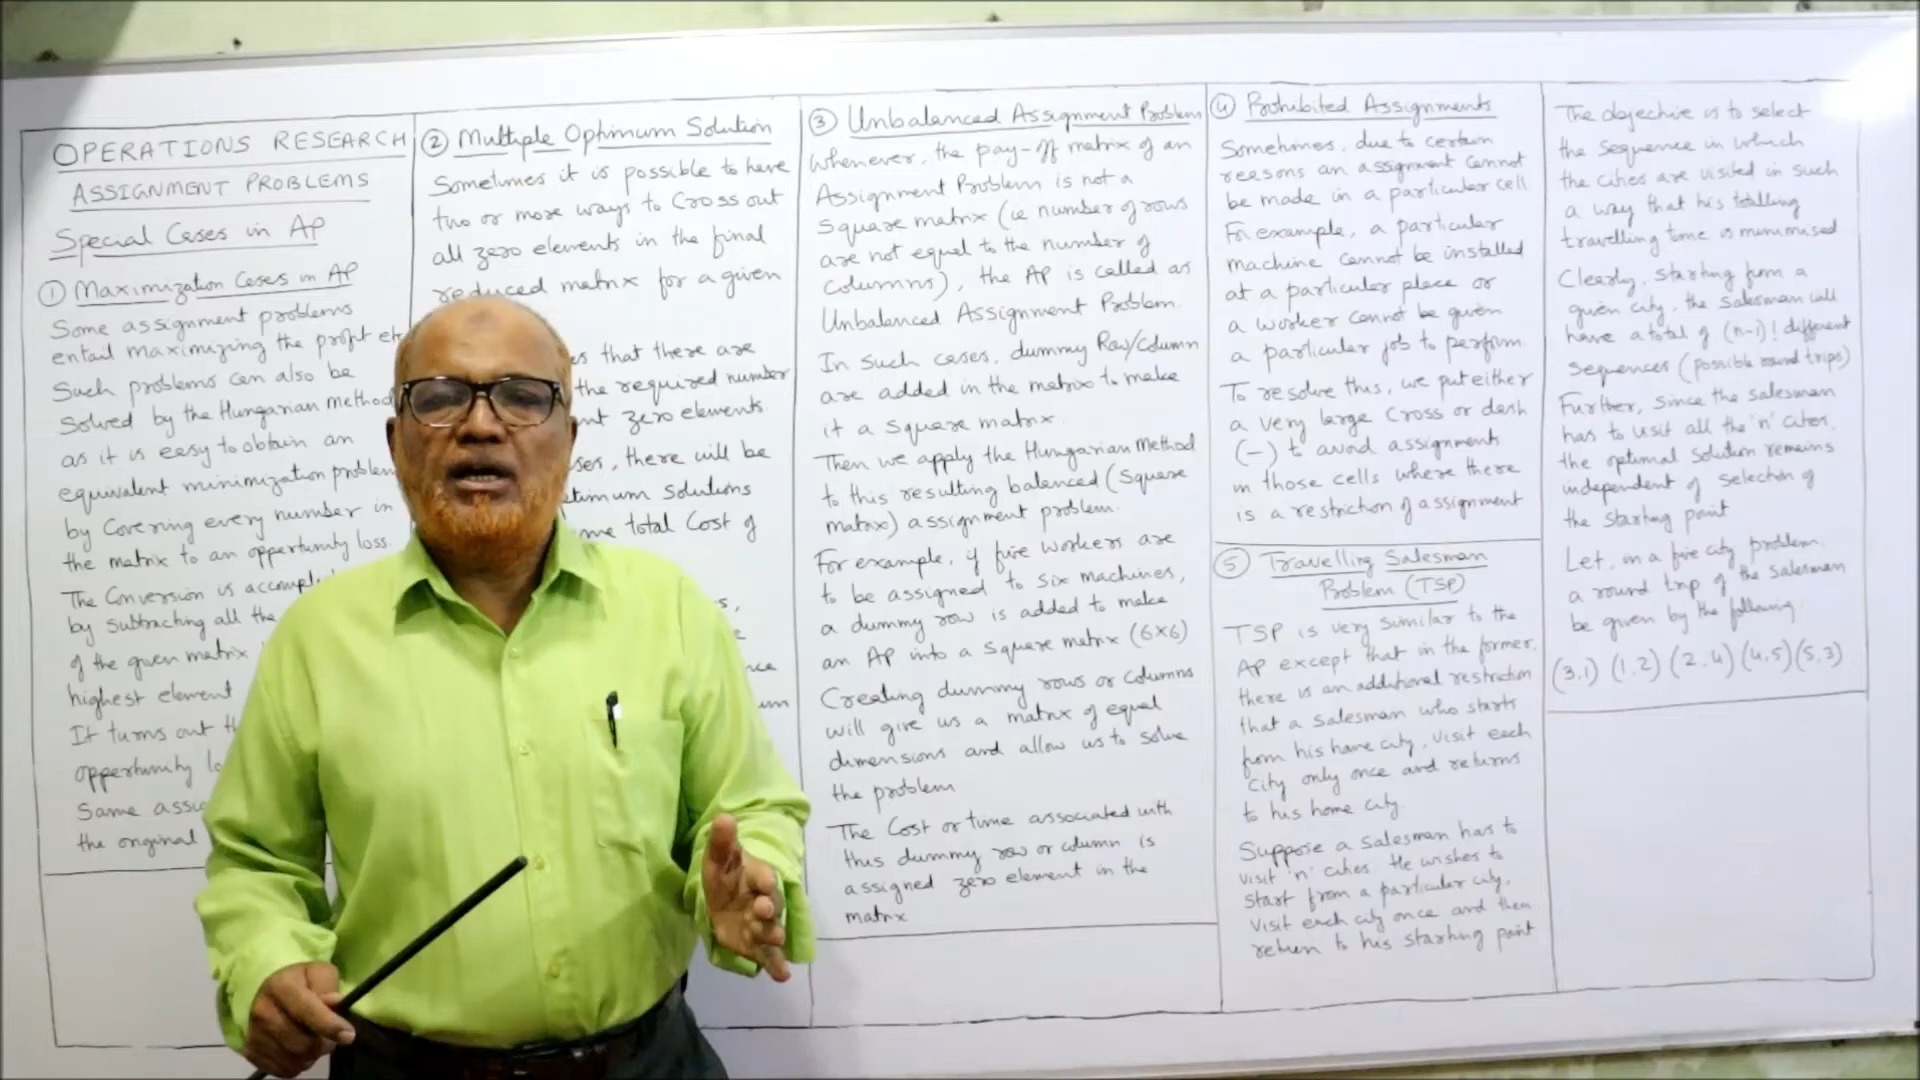 OPERATIONS RESEARCH
ASSIGNMENT PROBLEMS
Special Cases in AP
① Maximization Cases in AP
Some assignment problems
entail maximizing the profit etc
Such problems can also be
solved by the Hungarian Method
as it is easy to obtain an
equivalent minimization problem
by Covering every number in
the matrix to an opportunity loss.
The Conversion is accompl
by subtracting all the
of the given matrix
highest element
It turns out th
opportunity lo
Same assig
the original
② Multiple Optimum Solution
Sometimes it is possible to have
two or more ways to Cross out
all zero elements in the final
reduced matrix for a given
es that there are
the required number
nt zero elements
ses, there will be
ptimum solutions
me total Cost of
s,
um
③ Unbalanced Assignment Problem
Whenever, the pay-off matrix of an
Assignment Problem is not a
Square matrix (ie number of rows
are not equal to the number of
columns), the AP is called as
Unbalanced Assignment Problem.
In such cases, dummy Row/Column
are added in the matrix to make
it a square matrix.
Then we apply the Hungarian Method
to this resulting balanced (Square
matrix) assignment problem.
For example, if five workers are
to be assigned to six machines,
a dummy row is added to make
an AP into a square matrix (6×6)
Creating dummy rows or columns
will give us a matrix of equal
dimensions and allow us to solve
the problem
The Cost or time associated with
this dummy row or column is
assigned zero element in the
matrix
④ Prohibited Assignments
Sometimes, due to certain
reasons an assignment cannot
be made in a particular cell
For example, a particular
machine cannot be installed
at a particular place or
a worker cannot be given
a particular job to perform
To resolve this, we put either
a very large Cross or dash
(-) to avoid assignments
in those cells where there
is a restriction of assignment
⑤ Travelling Salesman
Problem (TSP)
TSP is very similar to the
AP except that in the former,
there is an additional restriction
that a salesman who starts
from his home city, visit each
city only once and returns
to his home city.
Suppose a salesman has to
visit 'n' cities. He wishes to
start from a particular city,
visit each city once and then
return to his starting point
The objective is to select
the sequence in which
the cities are visited in such
a way that his totalling
travelling time is minimised
Clearly, starting from a
given city, the salesman will
have a total of (n-1)! different
sequences (possible round trips)
Further, since the salesman
has to visit all the 'n' cities,
the optimal solution remains
independent of selection of
the starting point
Let, in a five city problem,
a round trip of the salesman
be given by the following
(3,1) (1,2) (2,4) (4,5) (5,3)